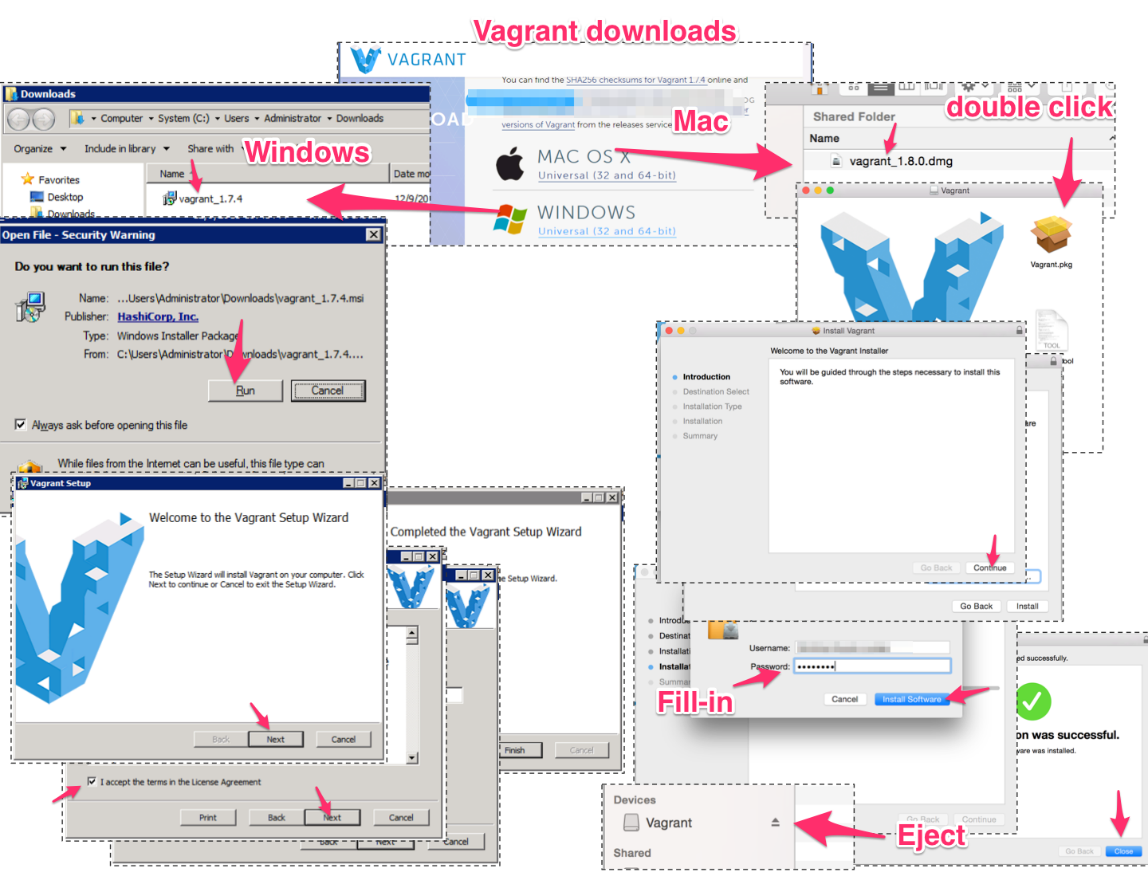 Vagrant downloads
VAGRANT
You can find the SHA256 checksums for Vagrant 1.7.4 online and
versions of Vagrant from the releases service
Mac
MAC OS X
Universal (32 and 64-bit)
WINDOWS
Universal (32 and 64-bit)
Downloads
Computer System (C:) Users Administrator Downloads
Organize Include in library Share with
Windows
Favorites
Desktop
Downloads
Name
Date mo
vagrant_1.7.4
12/9/20
Open File - Security Warning
Do you want to run this file?
Name: ...Users\Administrator\Downloads\vagrant_1.7.4.msi
Publisher: HashiCorp, Inc.
Type: Windows Installer Package
From: C:\Users\Administrator\Downloads\vagrant_1.7.4....
Run
Cancel
Always ask before opening this file
While files from the Internet can be useful, this file type can
Vagrant Setup
Welcome to the Vagrant Setup Wizard
The Setup Wizard will install Vagrant on your computer. Click
Next to continue or Cancel to exit the Setup Wizard.
Back
Next
Cancel
Completed the Vagrant Setup Wizard
he Setup Wizard.
Finish
Cancel
I accept the terms in the License Agreement
Print
Back
Next
Cancel
Back
Next
Cancel
double click
Shared Folder
Name
vagrant_1.8.0.dmg
Vagrant
Vagrant.pkg
TOOL
Install Vagrant
Welcome to the Vagrant Installer
Introduction
Destination Select
Installation Type
Installation
Summary
You will be guided through the steps necessary to install this
software.
Go Back
Continue
Go Back
Install
Username:
Password:
Fill-in
Cancel
Install Software
Go Back
Continue
ed successfully.
on was successful.
ware was installed.
Go Back
Close
Devices
Vagrant
Shared
Eject